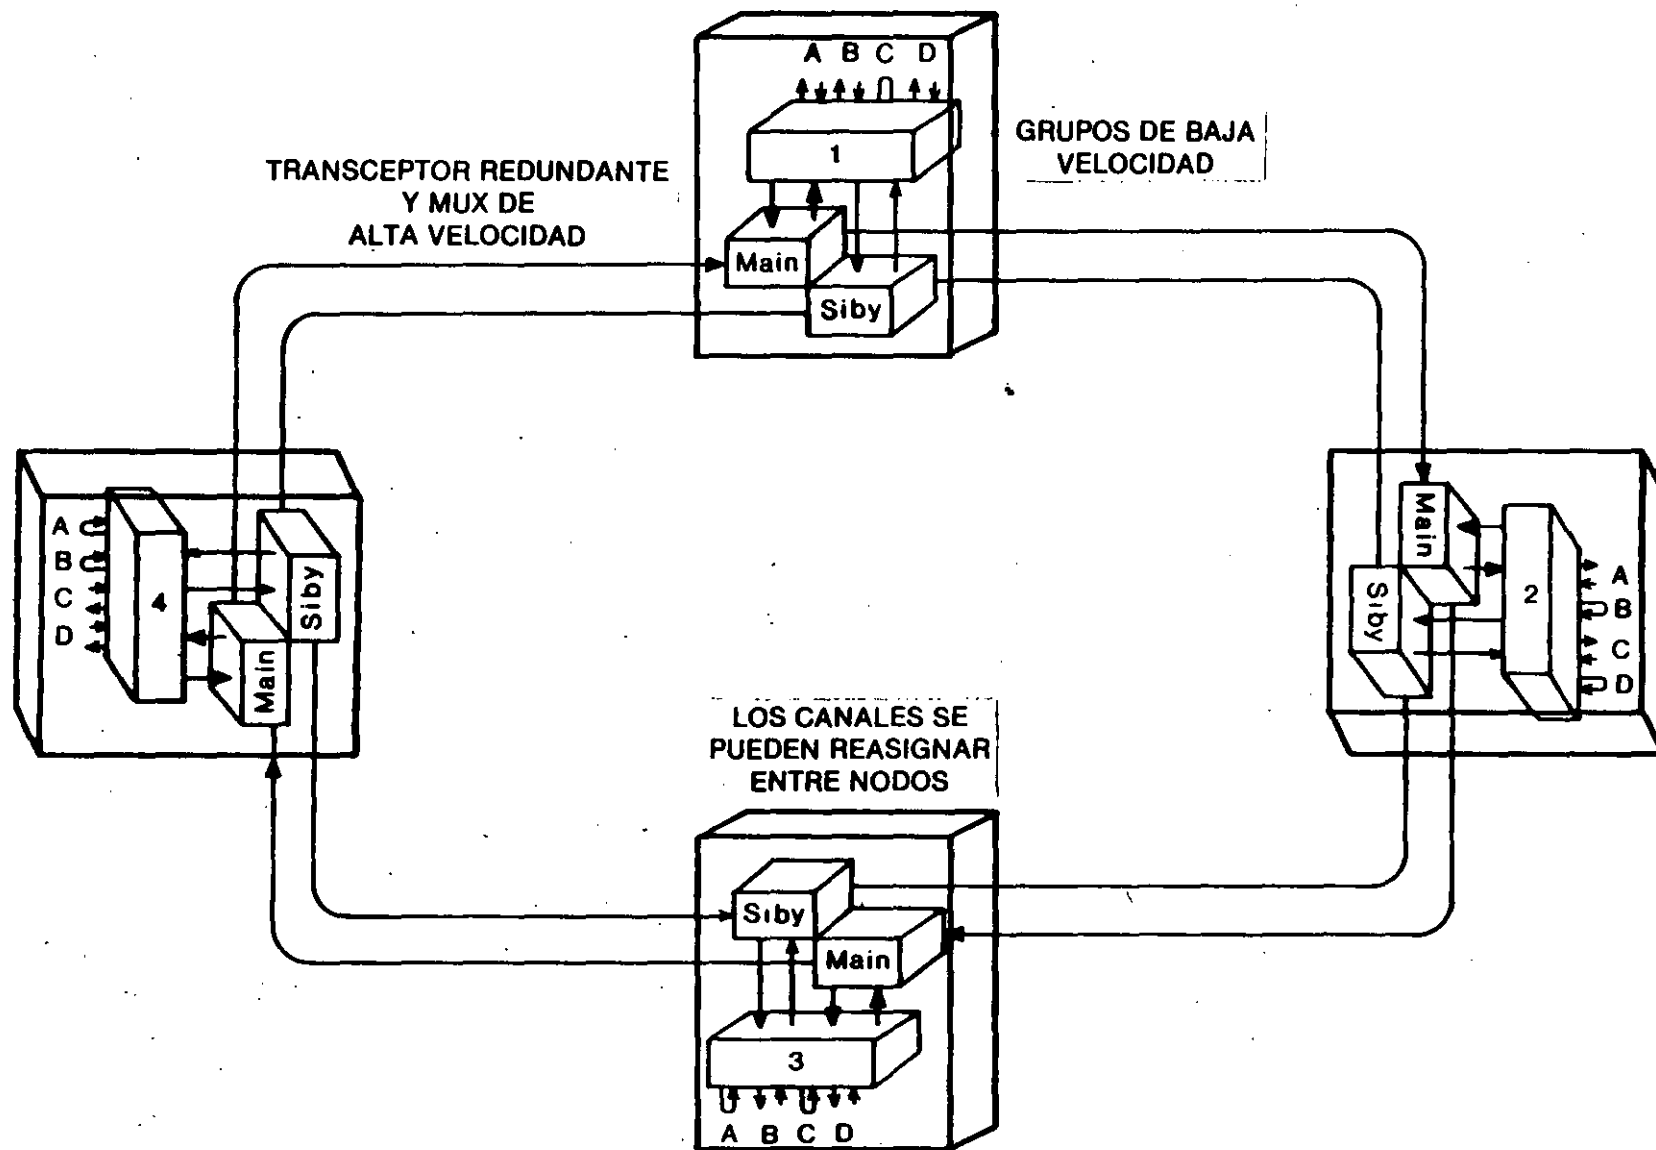 A B C D
1
GRUPOS DE BAJA
VELOCIDAD
TRANSCEPTOR REDUNDANTE
Y MUX DE
ALTA VELOCIDAD
Main
Siby
A
B
C
D
4
Siby
Main
Main
Siby
2
A
B
C
D
LOS CANALES SE
PUEDEN REASIGNAR
ENTRE NODOS
Siby
Main
3
A B C D